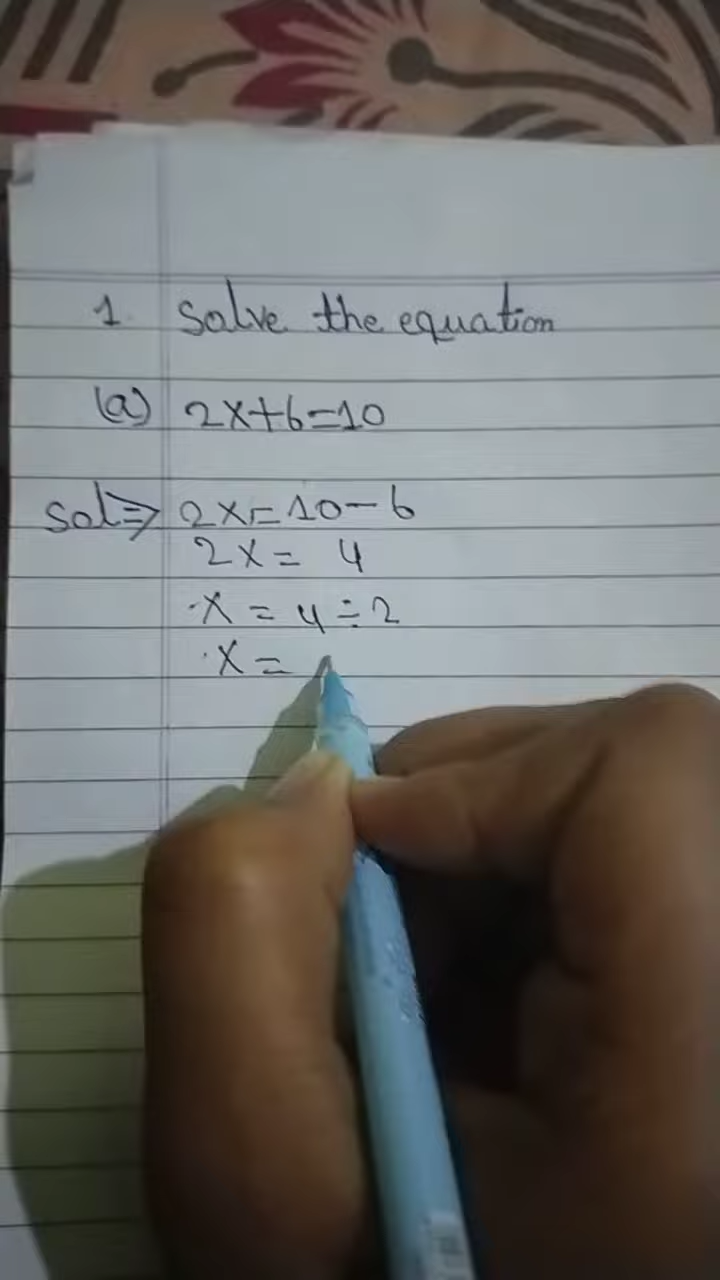 1 Solve the equation
(a) 2x+6=10
Sol⇒ 2x=10-6
2x = 4
x = 4÷2
x =